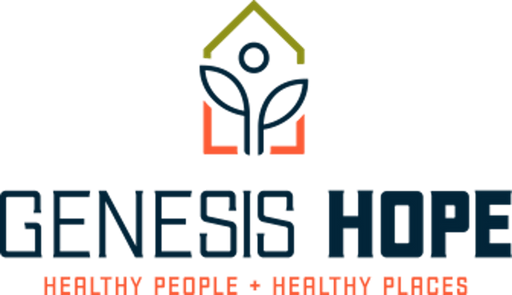 GENESIS HOPE
HEALTHY PEOPLE + HEALTHY PLACES